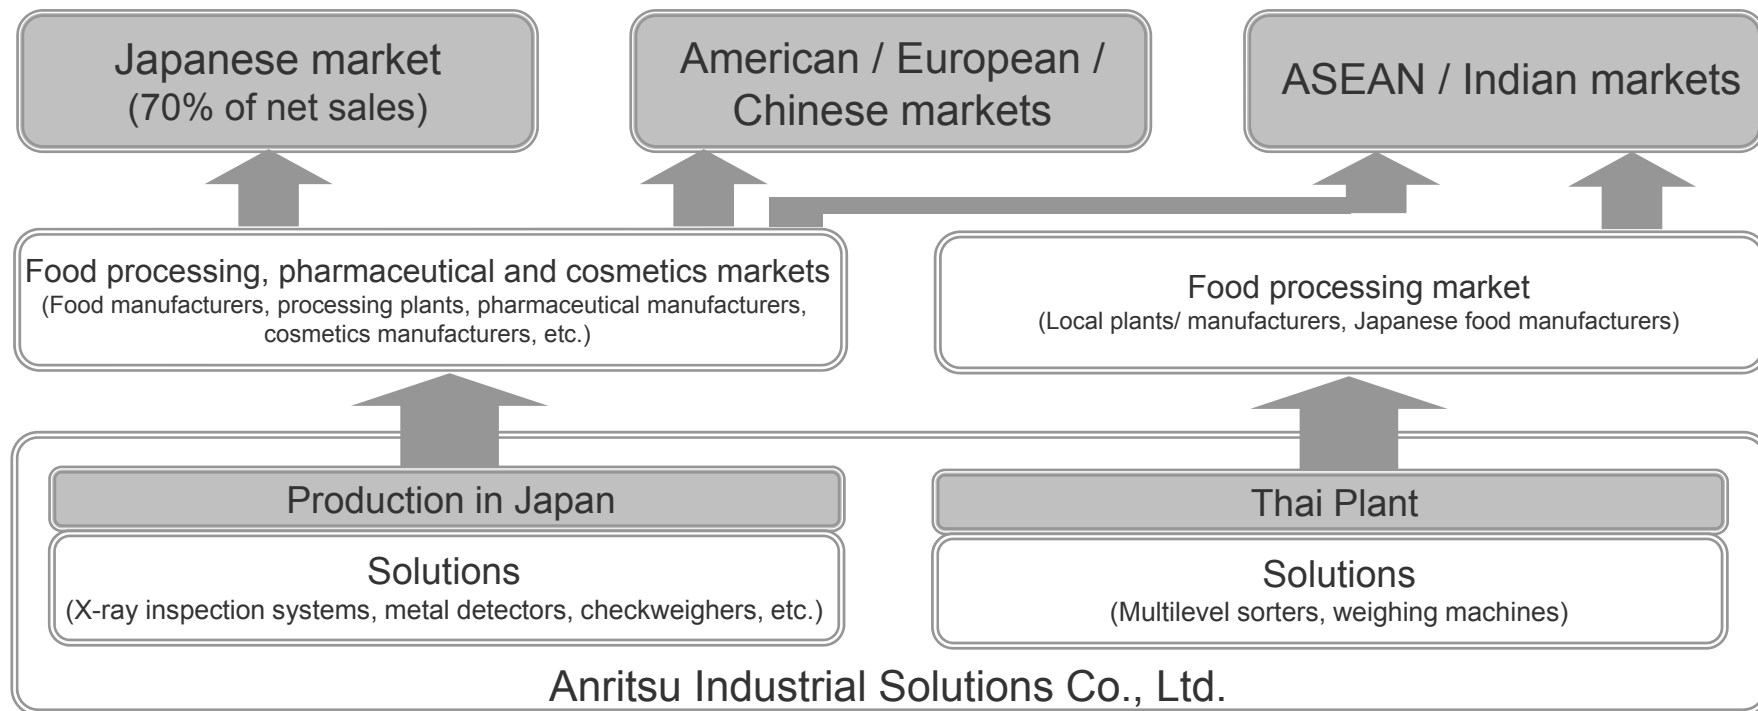 Japanese market
(70% of net sales)
American / European /
Chinese markets
ASEAN / Indian markets
Food processing, pharmaceutical and cosmetics markets
(Food manufacturers, processing plants, pharmaceutical manufacturers,
cosmetics manufacturers, etc.)
Food processing market
(Local plants/ manufacturers, Japanese food manufacturers)
Production in Japan
Solutions
(X-ray inspection systems, metal detectors, checkweighers, etc.)
Thai Plant
Solutions
(Multilevel sorters, weighing machines)
Anritsu Industrial Solutions Co., Ltd.